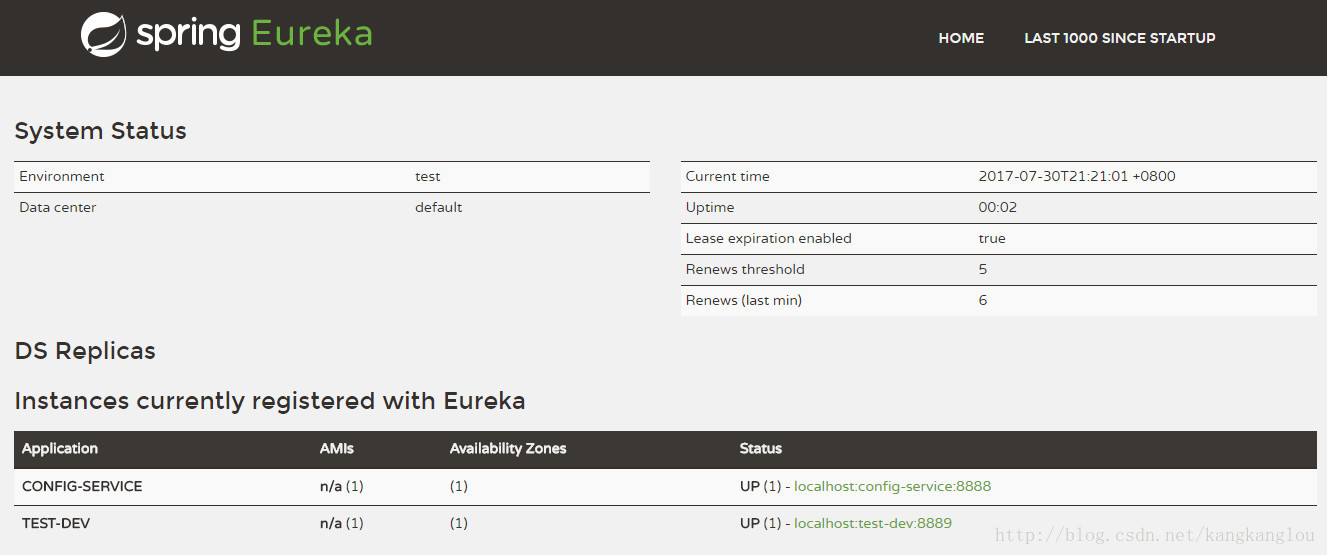 spring Eureka
HOME LAST 1000 SINCE STARTUP
System Status
Environment test
Data center default
Current time 2017-07-30T21:21:01 +0800
Uptime 00:02
Lease expiration enabled true
Renews threshold 5
Renews (last min) 6
DS Replicas
Instances currently registered with Eureka
Application AMIs Availability Zones Status
CONFIG-SERVICE n/a (1) (1) UP (1) - localhost:config-service:8888
TEST-DEV n/a (1) (1) UP (1) - localhost:test-dev:8889
http://blog.csdn.net/kangkanglou